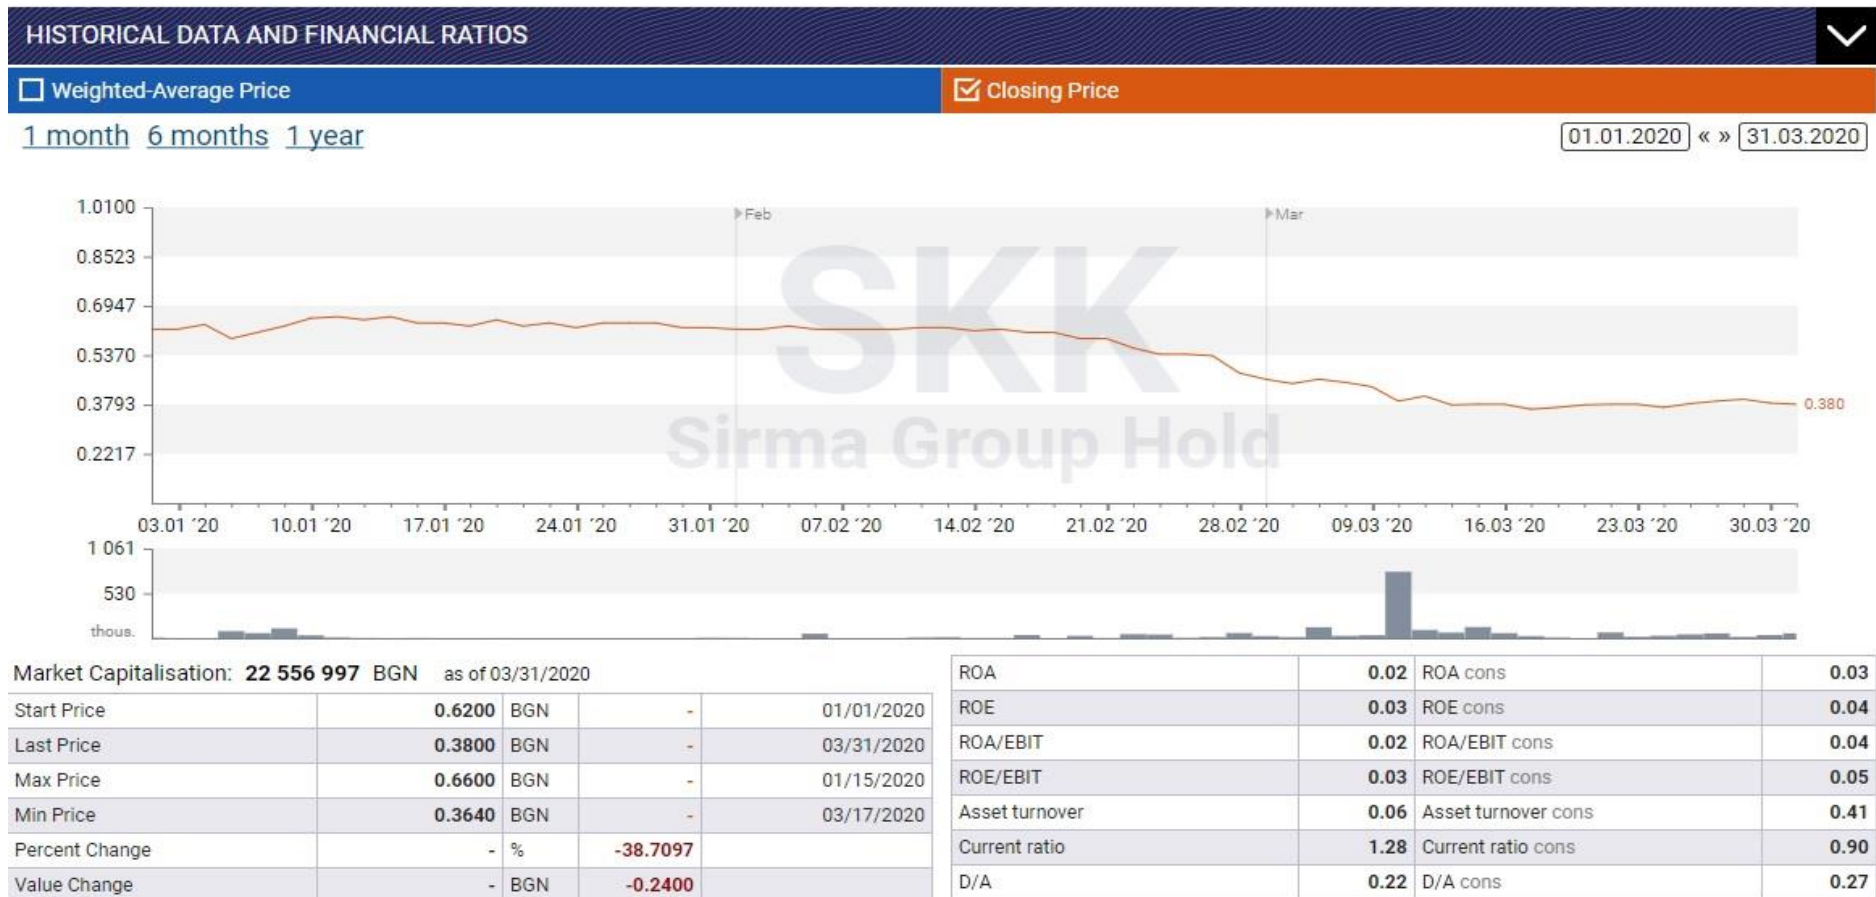 HISTORICAL DATA AND FINANCIAL RATIOS
Weighted-Average Price
Closing Price
1 month 6 months 1 year
01.01.2020 « » 31.03.2020
1.0100
0.8523
0.6947
0.5370
0.3793
0.2217
Feb
Mar
SKK
Sirma Group Hold
0.380
03.01 ´20 10.01 ´20 17.01 ´20 24.01 ´20 31.01 ´20 07.02 ´20 14.02 ´20 21.02 ´20 28.02 ´20 09.03 ´20 16.03 ´20 23.03 ´20 30.03 ´20
1 061
530
thous.
Market Capitalisation: 22 556 997 BGN as of 03/31/2020
Start Price 0.6200 BGN - 01/01/2020
Last Price 0.3800 BGN - 03/31/2020
Max Price 0.6600 BGN - 01/15/2020
Min Price 0.3640 BGN - 03/17/2020
Percent Change - % -38.7097
Value Change - BGN -0.2400
ROA 0.02 ROA cons 0.03
ROE 0.03 ROE cons 0.04
ROA/EBIT 0.02 ROA/EBIT cons 0.04
ROE/EBIT 0.03 ROE/EBIT cons 0.05
Asset turnover 0.06 Asset turnover cons 0.41
Current ratio 1.28 Current ratio cons 0.90
D/A 0.22 D/A cons 0.27